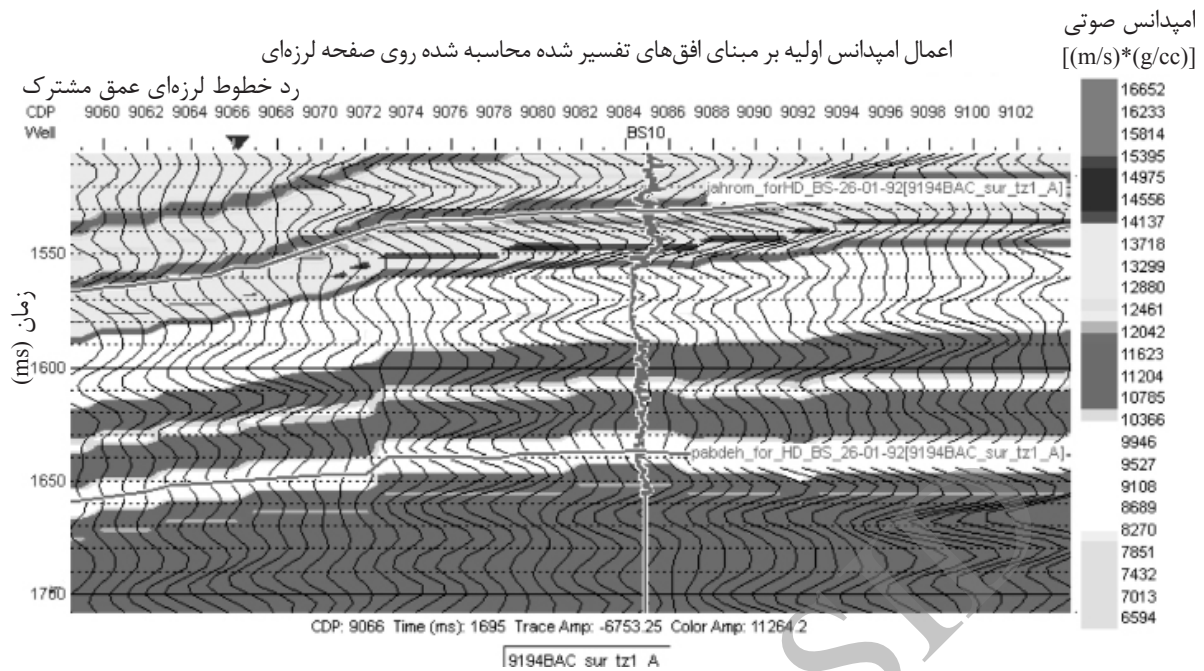 امپدانس صوتی
[(m/s)*(g/cc)]
اعمال امپدانس اولیه بر مبنای افق‌های تفسیر شده محاسبه شده روی صفحه لرزه‌ای
رد خطوط لرزه‌ای عمق مشترک
CDP 9060 9062 9064 9066 9070 9072 9074 9076 9078 9080 9082 9084 9086 9088 9090 9092 9094 9096 9098 9100 9102
Well BS10
jahrom_forHD_BS-26-01-92[9194BAC_sur_tz1_A]
1550
1600
pabdeh_for_HD_BS_26-01-92[9194BAC_sur_tz1_A]
1650
1700
زمان (ms)
CDP: 9066 Time (ms): 1695 Trace Amp: -6753.25 Color Amp: 11264.2
9194BAC_sur_tz1_A
16652
16233
15814
15395
14975
14556
14137
13718
13299
12880
12461
12042
11623
11204
10785
10366
9946
9527
9108
8689
8270
7851
7432
7013
6594
SID